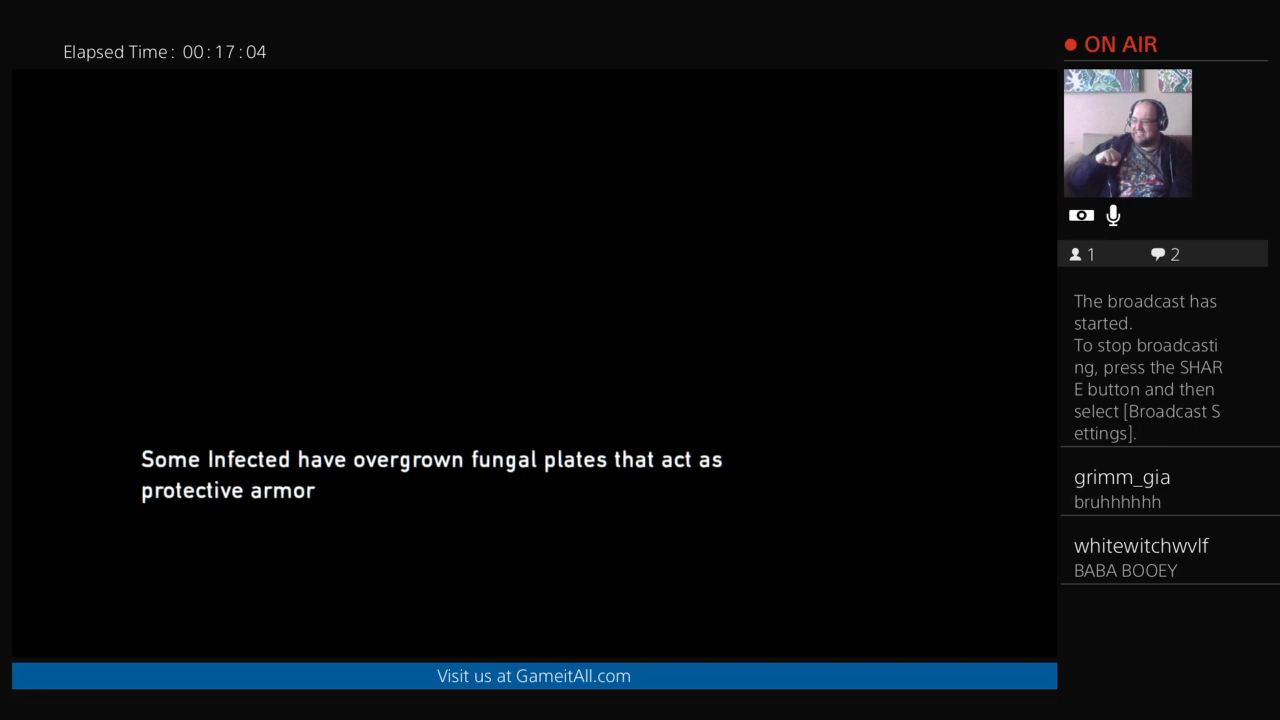 Elapsed Time: 00:17:04
ON AIR
1 2
The broadcast has
started.
To stop broadcasti
ng, press the SHAR
E button and then
select [Broadcast S
ettings].
grimm_gia
bruhhhhhh
whitewitchwvlf
BABA BOOEY
Some Infected have overgrown fungal plates that act as
protective armor
Visit us at GameitAll.com